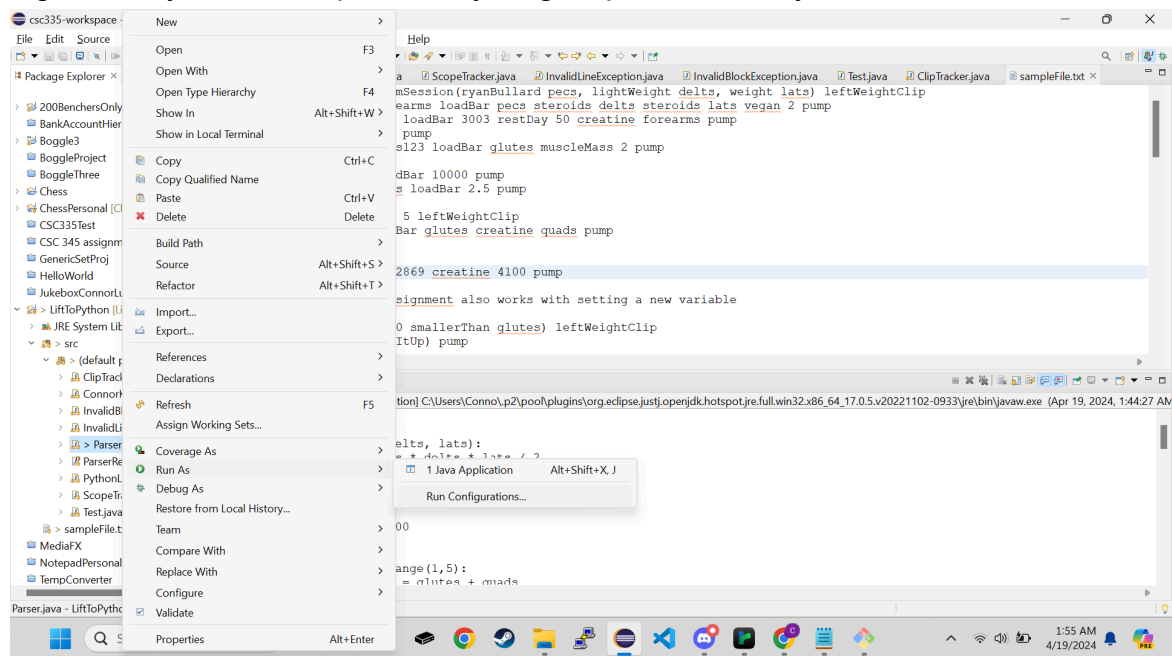 csc335-workspace -
File Edit Source
Help
Package Explorer ×
200BenchersOnly
BankAccountHier
Boggle3
BoggleProject
BoggleThree
Chess
ChessPersonal [Cl
CSC335Test
CSC 345 assignm
GenericSetProj
HelloWorld
JukeboxConnorLu
> LiftToPython [Li
JRE System Lib
> src
> (default p
ClipTrack
ConnorH
InvalidBl
InvalidLi
> Parser
ParserRe
PythonL
ScopeTra
Test.java
> sampleFile.t
MediaFX
NotepadPersonal
TempConverter
Parser.java - LiftToPytho
New >
Open F3
Open With >
Open Type Hierarchy F4
Show In Alt+Shift+W >
Show in Local Terminal >
Copy Ctrl+C
Copy Qualified Name
Paste Ctrl+V
Delete Delete
Build Path >
Source Alt+Shift+S >
Refactor Alt+Shift+T >
Import...
Export...
References >
Declarations >
Refresh F5
Assign Working Sets...
Coverage As >
Run As >
Debug As >
Restore from Local History...
Team >
Compare With >
Replace With >
Configure >
Validate
Properties Alt+Enter
1 Java Application Alt+Shift+X, J
Run Configurations...
a ScopeTracker.java InvalidLineException.java InvalidBlockException.java Test.java ClipTracker.java sampleFile.txt ×
mSession(ryanBullard pecs, lightWeight delts, weight lats) leftWeightClip
earms loadBar pecs steroids delts steroids lats vegan 2 pump
loadBar 3003 restDay 50 creatine forearms pump
pump
s123 loadBar glutes muscleMass 2 pump
dBar 10000 pump
s loadBar 2.5 pump
5 leftWeightClip
Bar glutes creatine quads pump
2869 creatine 4100 pump
signment also works with setting a new variable
0 smallerThan glutes) leftWeightClip
ItUp) pump
tion] C:\Users\Conno\.p2\pool\plugins\org.eclipse.justj.openjdk.hotspot.jre.full.win32.x86_64_17.0.5.v20221102-0933\jre\bin\javaw.exe (Apr 19, 2024, 1:44:27 AM
elts, lats):
s * delts * lats / 2
00
ange(1,5):
= glutes + quads
1:55 AM
4/19/2024
PRE